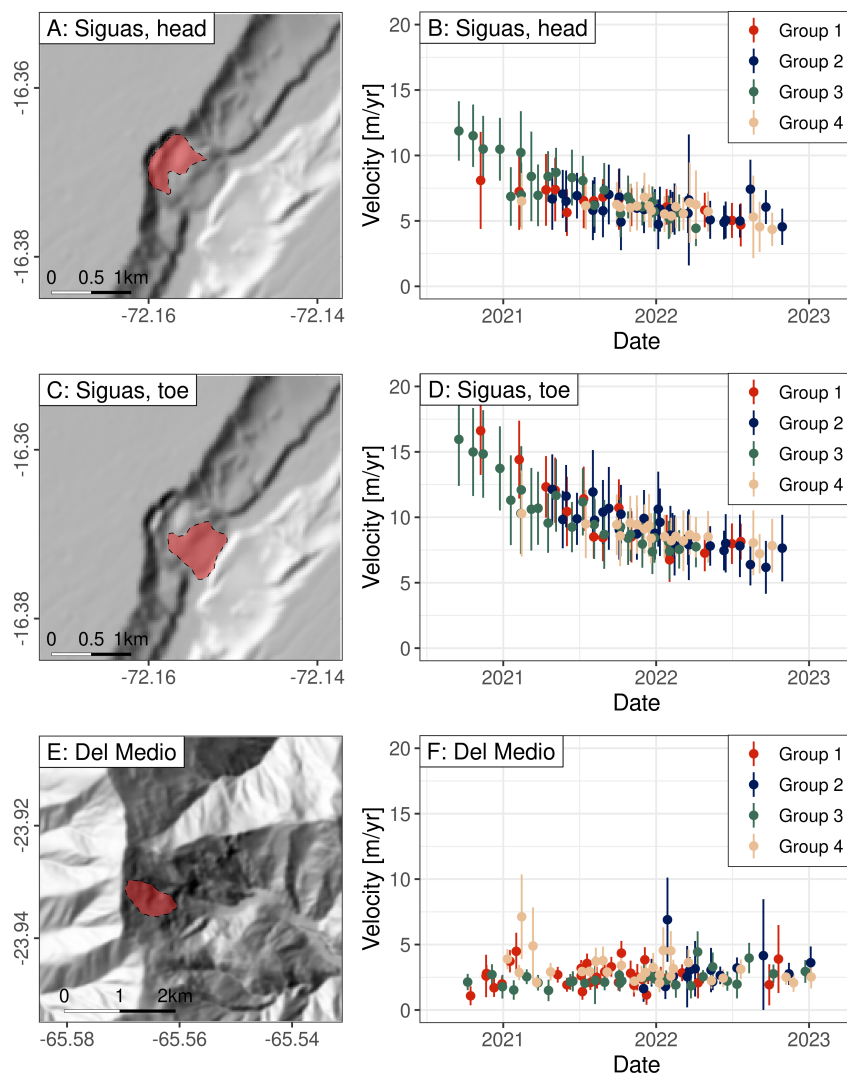 A: Siguas, head
-16.36
-16.38
0 0.5 1km
-72.16 -72.14
B: Siguas, head
Velocity [m/yr]
20
15
10
5
0
2021 2022 2023
Date
Group 1
Group 2
Group 3
Group 4
C: Siguas, toe
-16.36
-16.38
0 0.5 1km
-72.16 -72.14
D: Siguas, toe
Velocity [m/yr]
20
15
10
5
0
2021 2022 2023
Date
Group 1
Group 2
Group 3
Group 4
E: Del Medio
-23.92
-23.94
0 1 2km
-65.58 -65.56 -65.54
F: Del Medio
Velocity [m/yr]
20
15
10
5
0
2021 2022 2023
Date
Group 1
Group 2
Group 3
Group 4